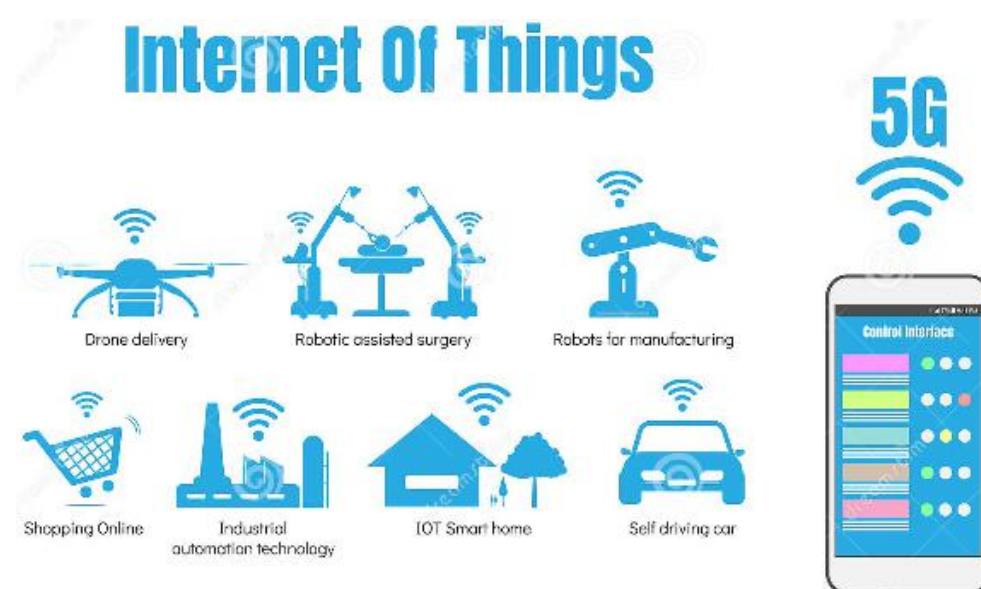 Internet Of Things
5G
Drone delivery
Robotic assisted surgery
Robots for manufacturing
Control Interface
Shopping Online
Industrial
automation technology
IOT Smart home
Self driving car